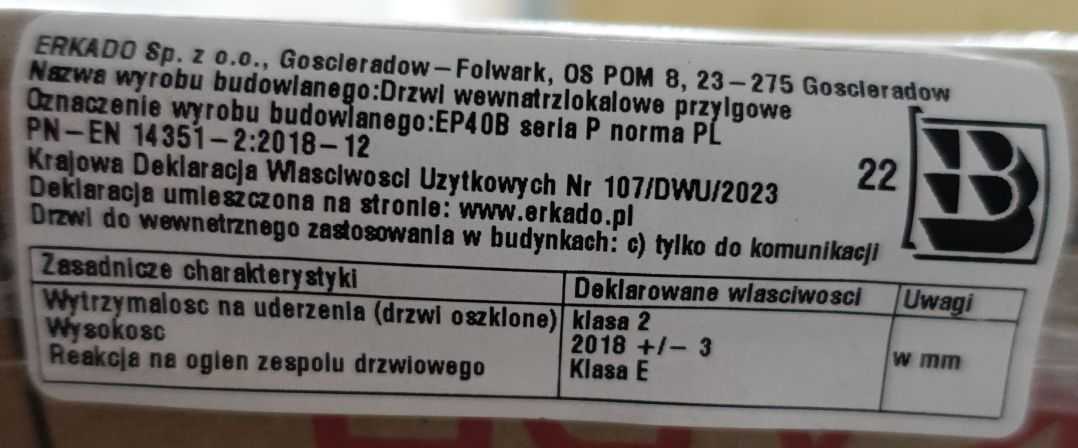 ERKADO Sp. z o.o., Goscieradow-Folwark, OS POM 8, 23-275 Goscieradow
Nazwa wyrobu budowlanego:Drzwi wewnatrzlokalowe przylgowe
Oznaczenie wyrobu budowlanego:EP40B seria P norma PL
PN-EN 14351-2:2018-12
Krajowa Deklaracja Wlasciwosci Uzytkowych Nr 107/DWU/2023
Deklaracja umieszczona na stronie: www.erkado.pl
Drzwi do wewnetrznego zastosowania w budynkach: c) tylko do komunikacji
22 B
Zasadnicze charakterystyki Deklarowane wlasciwosci Uwagi
Wytrzymalosc na uderzenia (drzwi oszklone) klasa 2
Wysokosc 2018 +/- 3 w mm
Reakcja na ogien zespolu drzwiowego Klasa E